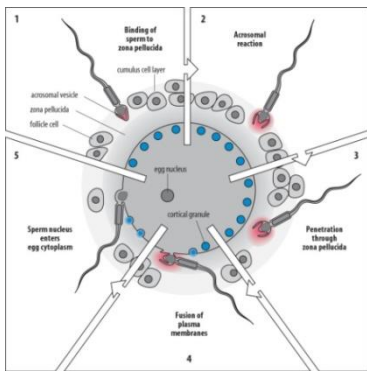 1
Binding of
sperm to
zona pellucida
2
Acrosomal
reaction
cumulus cell layer
acrosomal vesicle
zona pellucida
follicle cell
3
5
egg nucleus
cortical granule
Sperm nucleus
enters
egg cytoplasm
Penetration
through
zona pellucida
Fusion of
plasma
membranes
4